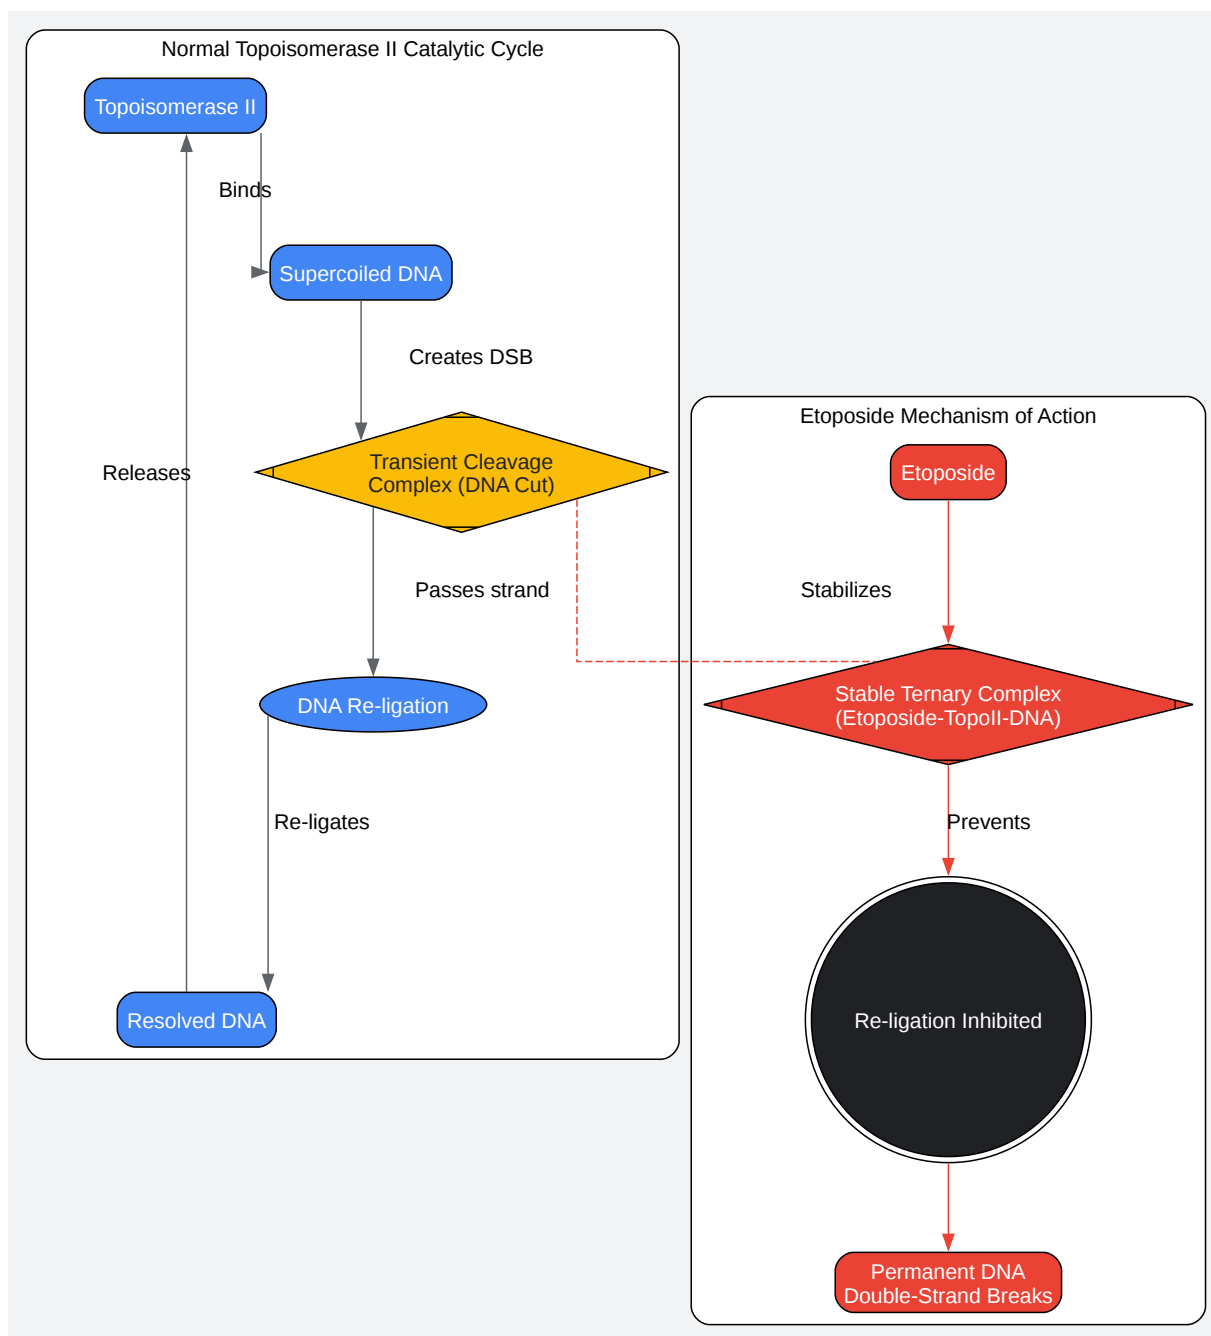 Normal Topoisomerase II Catalytic Cycle
Topoisomerase II
Binds
Supercoiled DNA
Creates DSB
Transient Cleavage
Complex (DNA Cut)
Releases
Passes strand
DNA Re-ligation
Re-ligates
Resolved DNA
Etoposide Mechanism of Action
Etoposide
Stabilizes
Stable Ternary Complex
(Etoposide-TopoII-DNA)
Prevents
Re-ligation Inhibited
Permanent DNA
Double-Strand Breaks